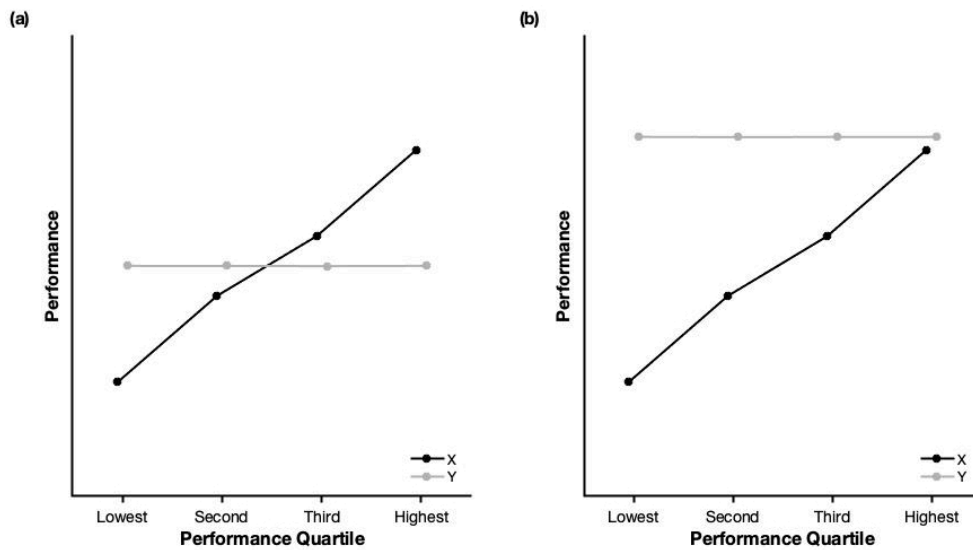 (a)
Performance
Lowest Second Third Highest
Performance Quartile
X
Y
(b)
Performance
Lowest Second Third Highest
Performance Quartile
X
Y